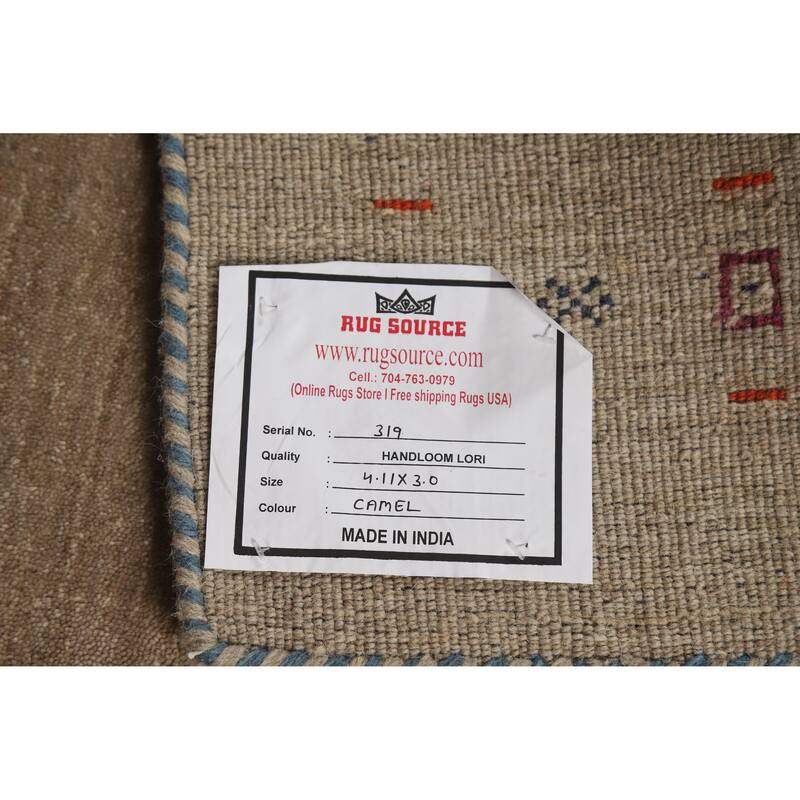 RUG SOURCE
www.rugsource.com
Cell.: 704-763-0979
(Online Rugs Store | Free shipping Rugs USA)
Serial No. : 319
Quality : HANDLOOM LORI
Size : 4.11X3.0
Colour : CAMEL
MADE IN INDIA